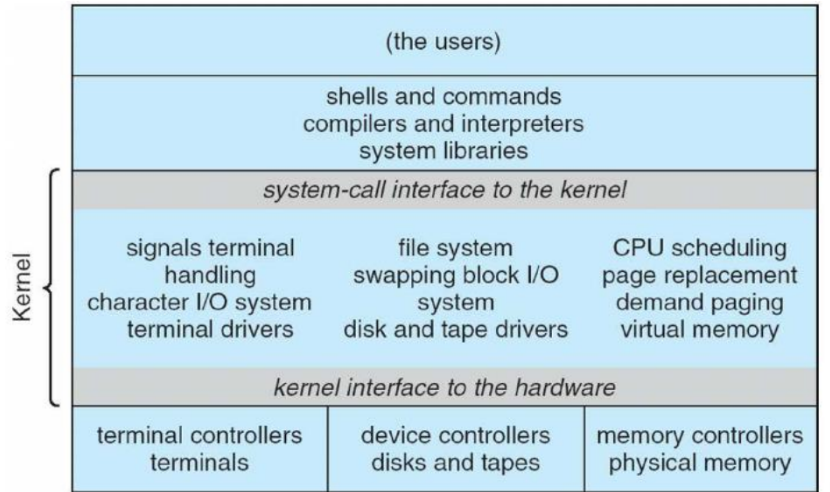 (the users)
shells and commands
compilers and interpreters
system libraries
Kernel
system-call interface to the kernel
signals terminal
handling
character I/O system
terminal drivers
file system
swapping block I/O
system
disk and tape drivers
CPU scheduling
page replacement
demand paging
virtual memory
kernel interface to the hardware
terminal controllers
terminals
device controllers
disks and tapes
memory controllers
physical memory